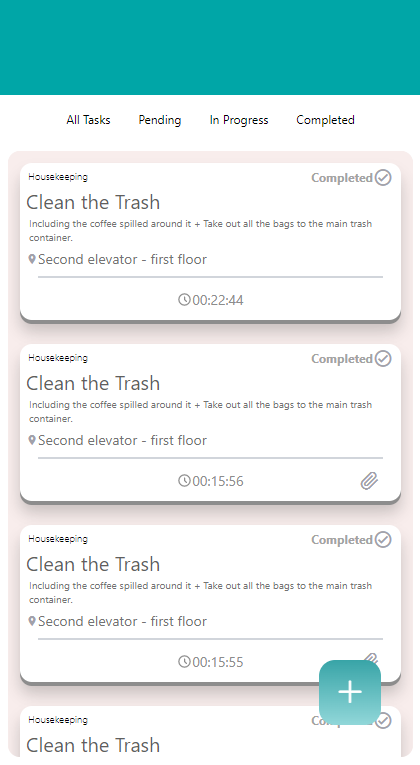 All Tasks Pending In Progress Completed
Housekeeping Completed
Clean the Trash
Including the coffee spilled around it + Take out all the bags to the main trash
container.
Second elevator - first floor
00:22:44
Housekeeping Completed
Clean the Trash
Including the coffee spilled around it + Take out all the bags to the main trash
container.
Second elevator - first floor
00:15:56
Housekeeping Completed
Clean the Trash
Including the coffee spilled around it + Take out all the bags to the main trash
container.
Second elevator - first floor
00:15:55
Housekeeping
Clean the Trash